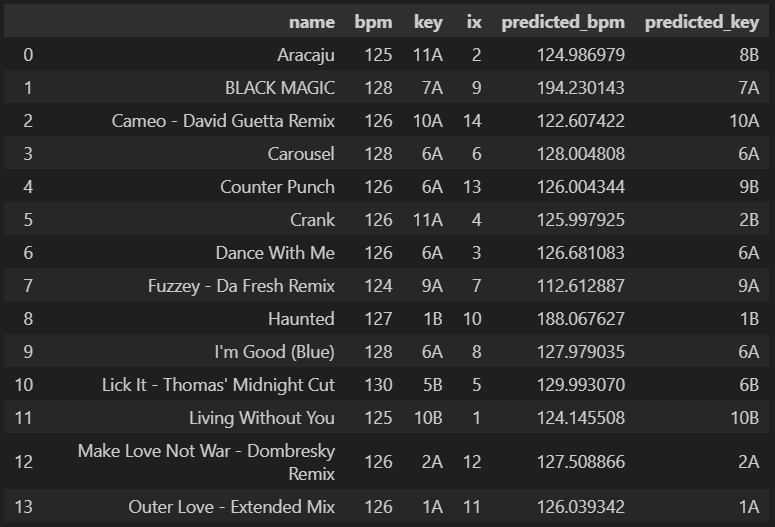 name bpm key ix predicted_bpm predicted_key
0 Aracaju 125 11A 2 124.986979 8B
1 BLACK MAGIC 128 7A 9 194.230143 7A
2 Cameo - David Guetta Remix 126 10A 14 122.607422 10A
3 Carousel 128 6A 6 128.004808 6A
4 Counter Punch 126 6A 13 126.004344 9B
5 Crank 126 11A 4 125.997925 2B
6 Dance With Me 126 6A 3 126.681083 6A
7 Fuzzey - Da Fresh Remix 124 9A 7 112.612887 9A
8 Haunted 127 1B 10 188.067627 1B
9 I'm Good (Blue) 128 6A 8 127.979035 6A
10 Lick It - Thomas' Midnight Cut 130 5B 5 129.993070 6B
11 Living Without You 125 10B 1 124.145508 10B
12 Make Love Not War - Dombresky
Remix 126 2A 12 127.508866 2A
13 Outer Love - Extended Mix 126 1A 11 126.039342 1A